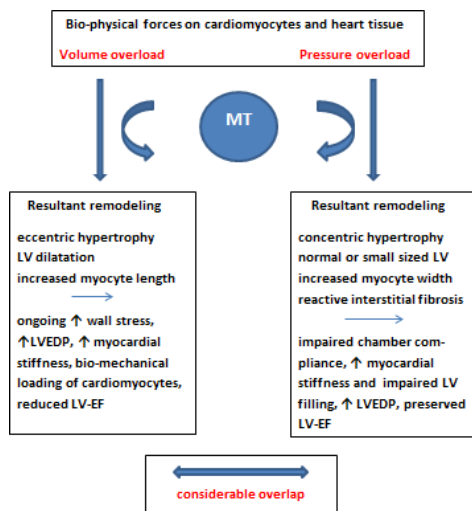 Bio-physical forces on cardiomyocytes and heart tissue
Volume overload Pressure overload
MT
Resultant remodeling
eccentric hypertrophy
LV dilatation
increased myocyte length
ongoing ↑ wall stress,
↑LVEDP, ↑ myocardial
stiffness, bio-mechanical
loading of cardiomyocytes,
reduced LV-EF
Resultant remodeling
concentric hypertrophy
normal or small sized LV
increased myocyte width
reactive interstitial fibrosis
impaired chamber com-
pliance, ↑ myocardial
stiffness and impaired LV
filling, ↑ LVEDP, preserved
LV-EF
considerable overlap